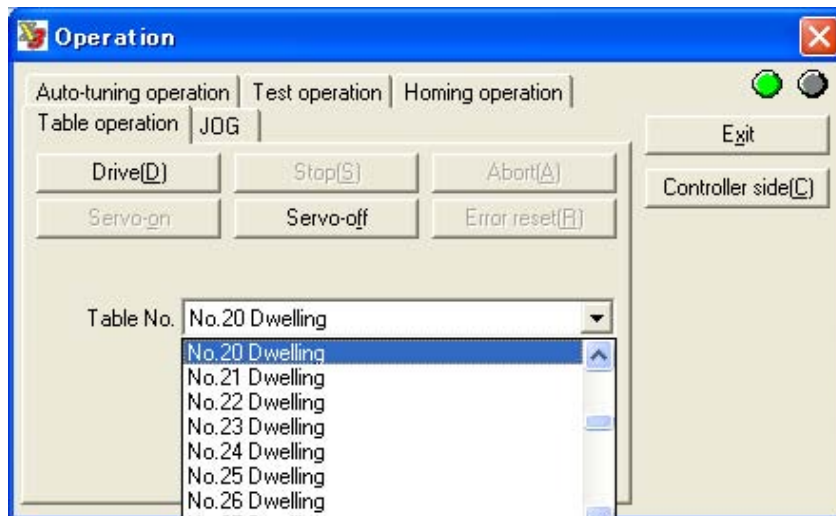 Operation
Auto-tuning operation Test operation Homing operation
Table operation JOG
Exit
Drive(D) Stop(S) Abort(A)
Controller side(C)
Servo-on Servo-off Error reset(R)
Table No. No.20 Dwelling
No.20 Dwelling
No.21 Dwelling
No.22 Dwelling
No.23 Dwelling
No.24 Dwelling
No.25 Dwelling
No.26 Dwelling